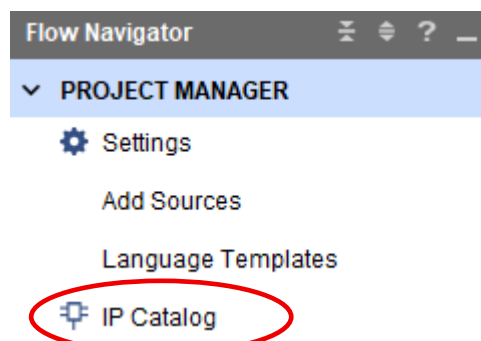 Flow Navigator ?
PROJECT MANAGER
Settings
Add Sources
Language Templates
IP Catalog